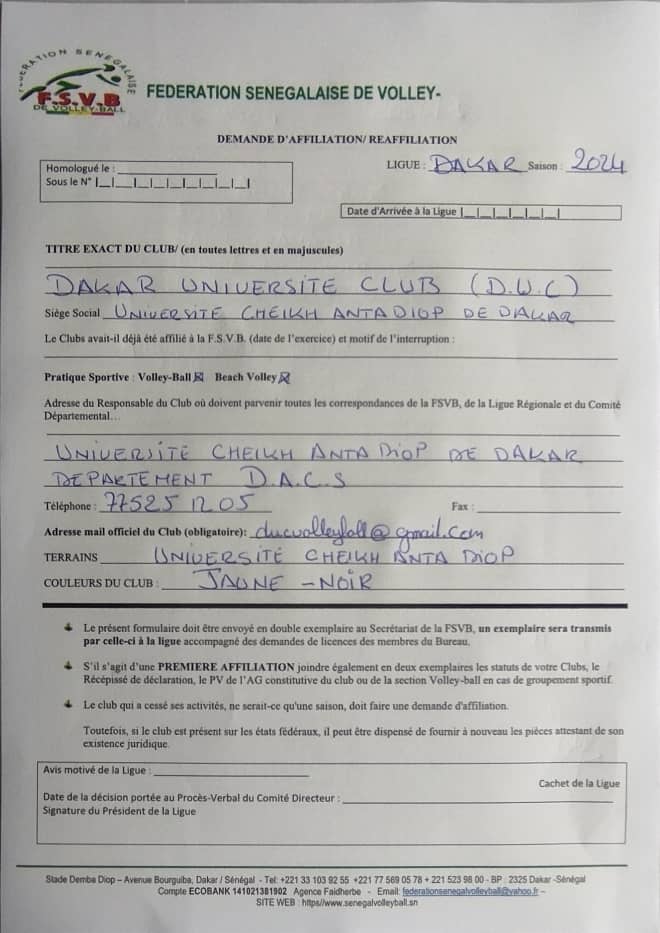 FEDERATION SENEGALAISE
F.S.V.B
DE VOLLEY-BALL
FEDERATION SENEGALAISE DE VOLLEY-
DEMANDE D'AFFILIATION/ REAFFILIATION
Homologué le : LIGUE : DAKAR Saison : 2024
Sous le N° |__|__|__|__|__|__|__|__|
Date d'Arrivée à la Ligue |__|__|__|__|__|__|
TITRE EXACT DU CLUB/ (en toutes lettres et en majuscules)
DAKAR UNIVERSITE CLUB (D.U.C)
Siège Social UNIVERSITE CHEIKH ANTA DIOP DE DAKAR
Le Clubs avait-il déjà été affilié à la F.S.V.B. (date de l'exercice) et motif de l'interruption :
Pratique Sportive : Volley-Ball ☒ Beach Volley ☒
Adresse du Responsable du Club où doivent parvenir toutes les correspondances de la FSVB, de la Ligue Régionale et du Comité
Départemental…
UNIVERSITE CHEIKH ANTA DIOP DE DAKAR
DEPARTEMENT D.A.C.S
Téléphone : 77525 12 05 Fax :
Adresse mail officiel du Club (obligatoire): ducvolleyball@gmail.com
TERRAINS UNIVERSITÉ CHEIKH ANTA DIOP
COULEURS DU CLUB : JAUNE - NOIR
Le présent formulaire doit être envoyé en double exemplaire au Secrétariat de la FSVB, un exemplaire sera transmis
par celle-ci à la ligue accompagné des demandes de licences des membres du Bureau.
S'il s'agit d'une PREMIERE AFFILIATION joindre également en deux exemplaires les statuts de votre Clubs, le
Récépissé de déclaration, le PV de l'AG constitutive du club ou de la section Volley-ball en cas de groupement sportif.
Le club qui a cessé ses activités, ne serait-ce qu'une saison, doit faire une demande d'affiliation.
Toutefois, si le club est présent sur les états fédéraux, il peut être dispensé de fournir à nouveau les pièces attestant de son
existence juridique.
Avis motivé de la Ligue :
Cachet de la Ligue
Date de la décision portée au Procès-Verbal du Comité Directeur :
Signature du Président de la Ligue
Stade Demba Diop – Avenue Bourguiba, Dakar / Sénégal - Tel: +221 33 103 92 55 +221 77 569 05 78 + 221 523 98 00 - BP : 2325 Dakar -Sénégal
Compte ECOBANK 141021381902 Agence Faidherbe - Email: federationsenegalvolleyball@yahoo.fr –
SITE WEB : https//www.senegalvolleyball.sn